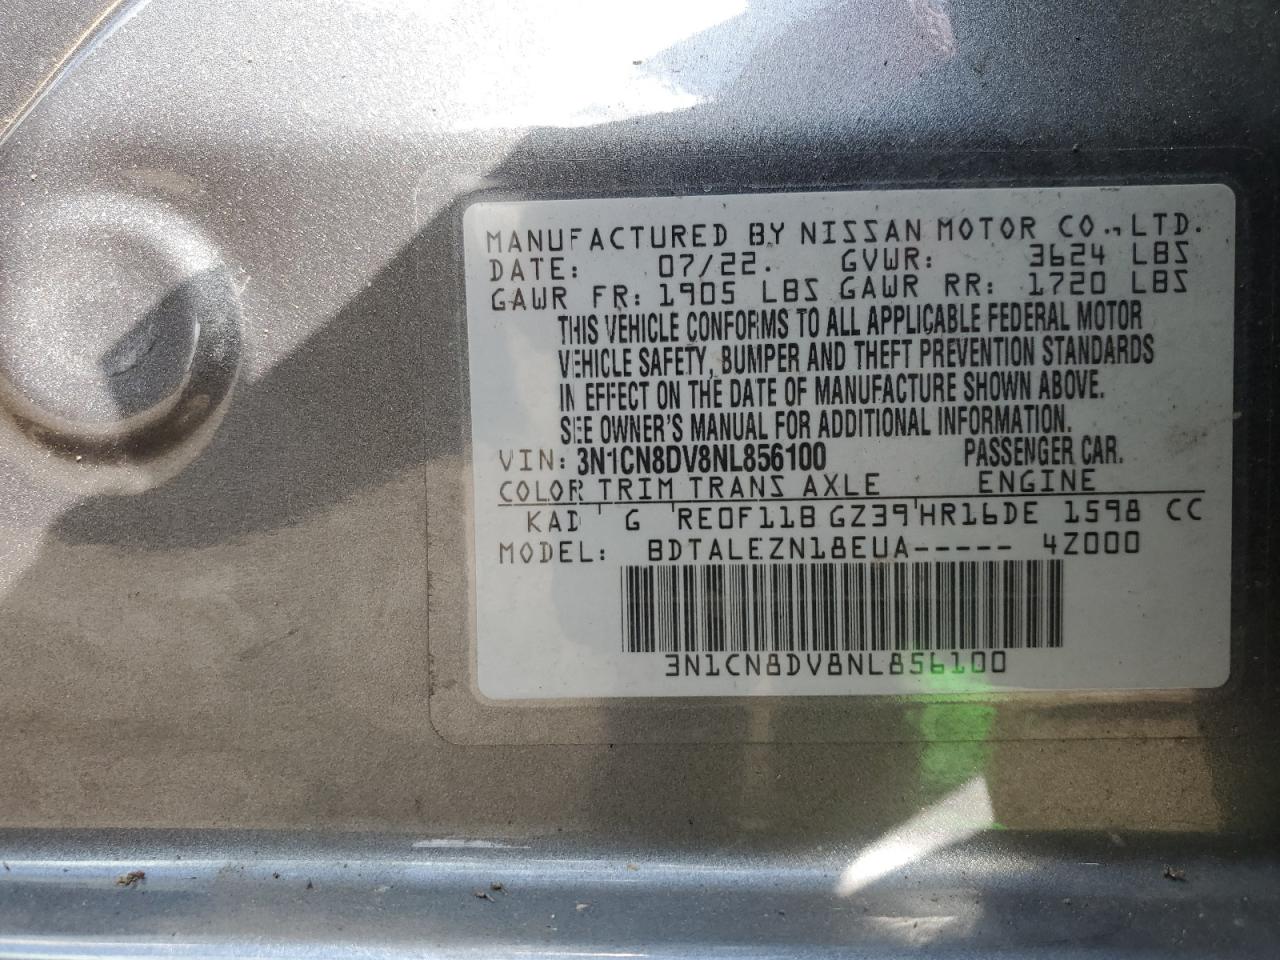 MANUFACTURED BY NISSAN MOTOR CO., LTD.
DATE: 07/22. GVWR: 3624 LBS
GAWR FR: 1905 LBS GAWR RR: 1720 LBS
THIS VEHICLE CONFORMS TO ALL APPLICABLE FEDERAL MOTOR
VEHICLE SAFETY, BUMPER AND THEFT PREVENTION STANDARDS
IN EFFECT ON THE DATE OF MANUFACTURE SHOWN ABOVE.
SEE OWNER'S MANUAL FOR ADDITIONAL INFORMATION.
VIN: 3N1CN8DV8NL856100 PASSENGER CAR.
COLOR TRIM TRANS AXLE ENGINE
KAD G RE0F11B GZ39 HR16DE 1598 CC
MODEL: BDTALEZN18EUA----- 4Z000
3N1CN8DV8NL856100